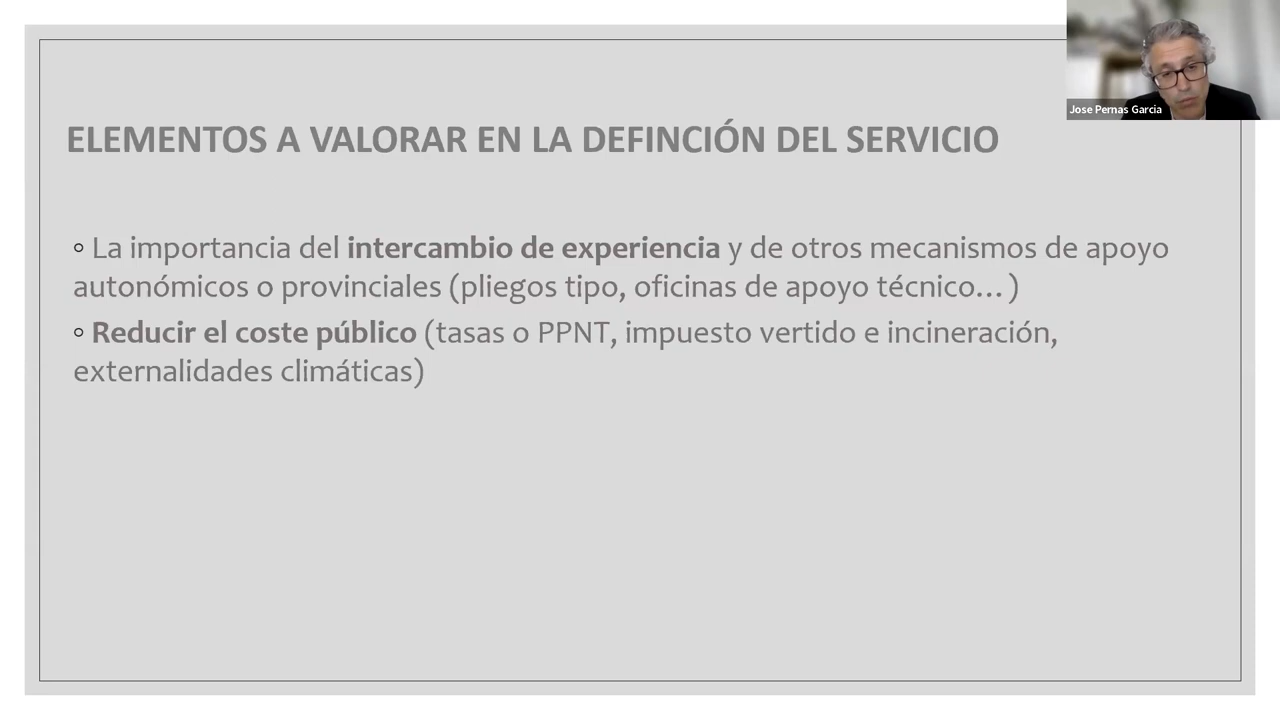 Jose Pernas Garcia
ELEMENTOS A VALORAR EN LA DEFINCIÓN DEL SERVICIO
◦ La importancia del intercambio de experiencia y de otros mecanismos de apoyo
autonómicos o provinciales (pliegos tipo, oficinas de apoyo técnico…)
◦ Reducir el coste público (tasas o PPNT, impuesto vertido e incineración,
externalidades climáticas)